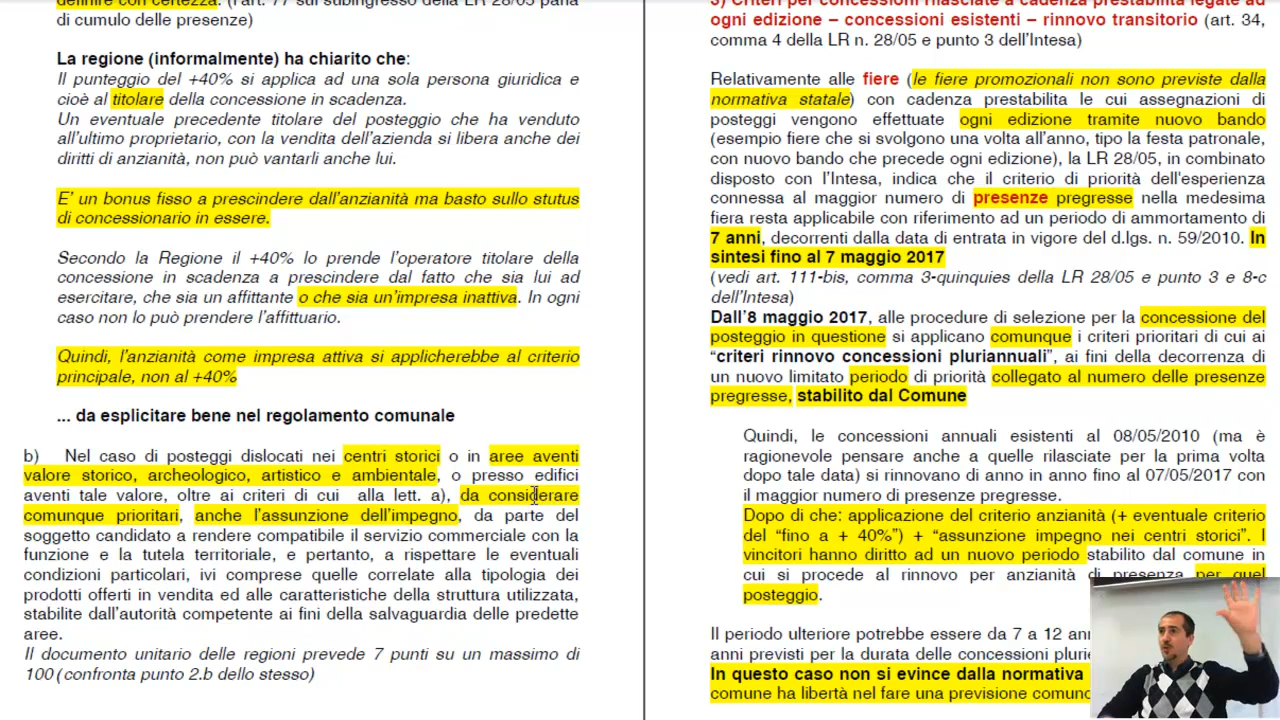 definire con certezza. (l'art. 77 sul subingresso della LR 28/05 parla
di cumulo delle presenze)
La regione (informalmente) ha chiarito che:
Il punteggio del +40% si applica ad una sola persona giuridica e
cioè al titolare della concessione in scadenza.
Un eventuale precedente titolare del posteggio che ha venduto
all'ultimo proprietario, con la vendita dell'azienda si libera anche dei
diritti di anzianità, non può vantarli anche lui.
E' un bonus fisso a prescindere dall'anzianità ma basto sullo stutus
di concessionario in essere.
Secondo la Regione il +40% lo prende l'operatore titolare della
concessione in scadenza a prescindere dal fatto che sia lui ad
esercitare, che sia un affittante o che sia un'impresa inattiva. In ogni
caso non lo può prendere l'affittuario.
Quindi, l'anzianità come impresa attiva si applicherebbe al criterio
principale, non al +40%
... da esplicitare bene nel regolamento comunale
b) Nel caso di posteggi dislocati nei centri storici o in aree aventi
valore storico, archeologico, artistico e ambientale, o presso edifici
aventi tale valore, oltre ai criteri di cui alla lett. a), da considerare
comunque prioritari, anche l'assunzione dell'impegno, da parte del
soggetto candidato a rendere compatibile il servizio commerciale con la
funzione e la tutela territoriale, e pertanto, a rispettare le eventuali
condizioni particolari, ivi comprese quelle correlate alla tipologia dei
prodotti offerti in vendita ed alle caratteristiche della struttura utilizzata,
stabilite dall'autorità competente ai fini della salvaguardia delle predette
aree.
Il documento unitario delle regioni prevede 7 punti su un massimo di
100 (confronta punto 2.b dello stesso)
3) Criteri per concessioni rilasciate a cadenza prestabilita legate ad
ogni edizione – concessioni esistenti – rinnovo transitorio (art. 34,
comma 4 della LR n. 28/05 e punto 3 dell'Intesa)
Relativamente alle fiere (le fiere promozionali non sono previste dalla
normativa statale) con cadenza prestabilita le cui assegnazioni di
posteggi vengono effettuate ogni edizione tramite nuovo bando
(esempio fiere che si svolgono una volta all'anno, tipo la festa patronale,
con nuovo bando che precede ogni edizione), la LR 28/05, in combinato
disposto con l'Intesa, indica che il criterio di priorità dell'esperienza
connessa al maggior numero di presenze pregresse nella medesima
fiera resta applicabile con riferimento ad un periodo di ammortamento di
7 anni, decorrenti dalla data di entrata in vigore del d.lgs. n. 59/2010. In
sintesi fino al 7 maggio 2017
(vedi art. 111-bis, comma 3-quinquies della LR 28/05 e punto 3 e 8-c
dell'Intesa)
Dall'8 maggio 2017, alle procedure di selezione per la concessione del
posteggio in questione si applicano comunque i criteri prioritari di cui ai
“criteri rinnovo concessioni pluriannuali”, ai fini della decorrenza di
un nuovo limitato periodo di priorità collegato al numero delle presenze
pregresse, stabilito dal Comune
Quindi, le concessioni annuali esistenti al 08/05/2010 (ma è
ragionevole pensare anche a quelle rilasciate per la prima volta
dopo tale data) si rinnovano di anno in anno fino al 07/05/2017 con
il maggior numero di presenze pregresse.
Dopo di che: applicazione del criterio anzianità (+ eventuale criterio
del “fino a + 40%”) + “assunzione impegno nei centri storici”. I
vincitori hanno diritto ad un nuovo periodo stabilito dal comune in
cui si procede al rinnovo per anzianità di presenza per quel
posteggio.
Il periodo ulteriore potrebbe essere da 7 a 12
anni previsti per la durata delle concessioni
In questo caso non si evince dalla normativa
comune ha libertà nel fare una previsione